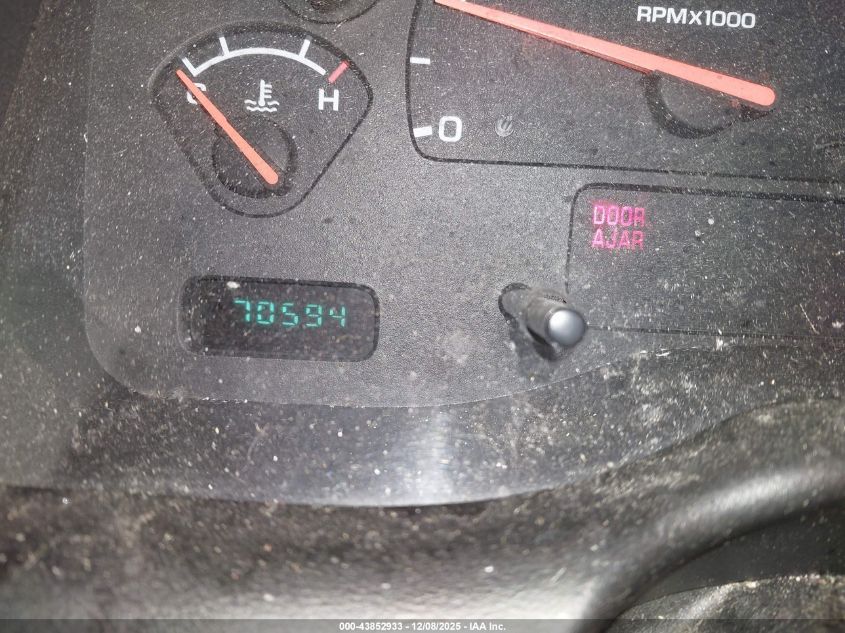 RPMX1000
C
H
0
DOOR
AJAR
70594
000-43852933 - 12/08/2025 - IAA Inc.